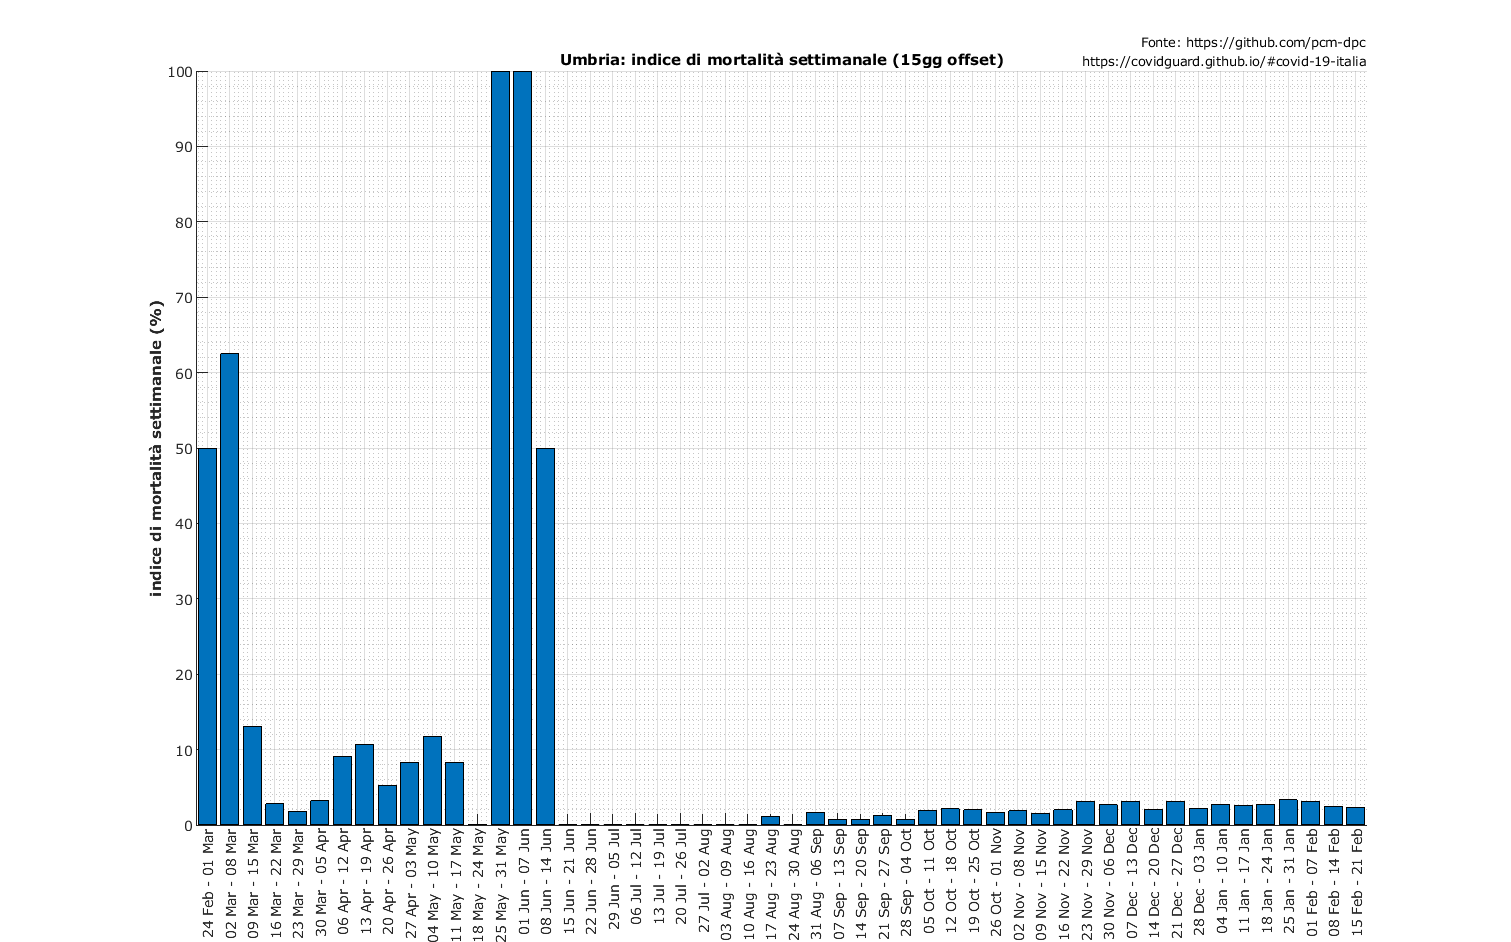 Fonte: https://github.com/pcm-dpc
Umbria: indice di mortalità settimanale (15gg offset)
https://covidguard.github.io/#covid-19-italia
indice di mortalità settimanale (%)
100
90
80
70
60
50
40
30
20
10
0
24 Feb - 01 Mar
02 Mar - 08 Mar
09 Mar - 15 Mar
16 Mar - 22 Mar
23 Mar - 29 Mar
30 Mar - 05 Apr
06 Apr - 12 Apr
13 Apr - 19 Apr
20 Apr - 26 Apr
27 Apr - 03 May
04 May - 10 May
11 May - 17 May
18 May - 24 May
25 May - 31 May
01 Jun - 07 Jun
08 Jun - 14 Jun
15 Jun - 21 Jun
22 Jun - 28 Jun
29 Jun - 05 Jul
06 Jul - 12 Jul
13 Jul - 19 Jul
20 Jul - 26 Jul
27 Jul - 02 Aug
03 Aug - 09 Aug
10 Aug - 16 Aug
17 Aug - 23 Aug
24 Aug - 30 Aug
31 Aug - 06 Sep
07 Sep - 13 Sep
14 Sep - 20 Sep
21 Sep - 27 Sep
28 Sep - 04 Oct
05 Oct - 11 Oct
12 Oct - 18 Oct
19 Oct - 25 Oct
26 Oct - 01 Nov
02 Nov - 08 Nov
09 Nov - 15 Nov
16 Nov - 22 Nov
23 Nov - 29 Nov
30 Nov - 06 Dec
07 Dec - 13 Dec
14 Dec - 20 Dec
21 Dec - 27 Dec
28 Dec - 03 Jan
04 Jan - 10 Jan
11 Jan - 17 Jan
18 Jan - 24 Jan
25 Jan - 31 Jan
01 Feb - 07 Feb
08 Feb - 14 Feb
15 Feb - 21 Feb